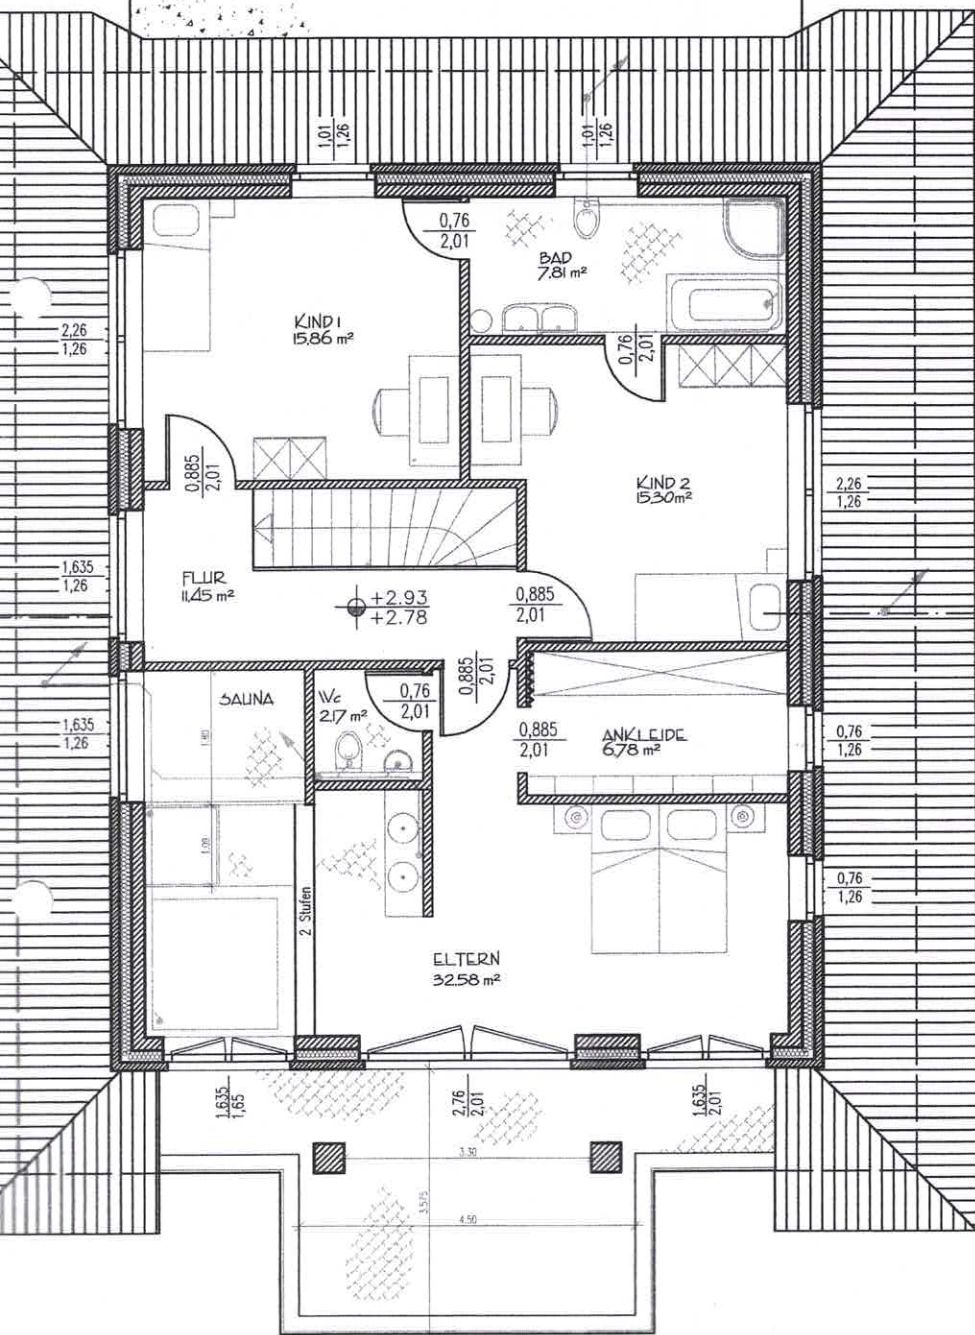 1,01
1,26
1,01
1,26
0,76
2,01
BAD
7.81 m²
2,26
1,26
KIND 1
15,86 m²
0,76
2,01
0,885
2,01
KIND 2
15,30m²
2,26
1,26
1,635
1,26
FLUR
11,45 m²
+2.93
+2.78
0,885
2,01
0,885
2,01
SAUNA
Wc
2,17 m²
0,76
2,01
1,635
1,26
0,885
2,01
ANKLEIDE
6,78 m²
0,76
1,26
2 Stufen
0,76
1,26
ELTERN
32.58 m²
1,635
1,65
2,76
2,01
1,635
2,01
3.30
3.575
4.50